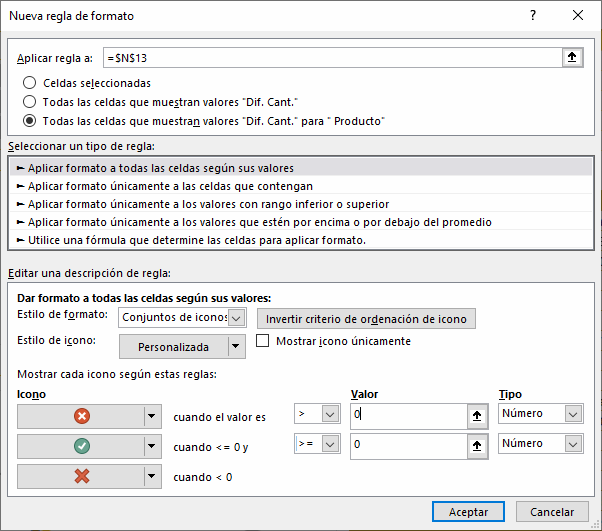 Nueva regla de formato ?
Aplicar regla a: =$N$13
Celdas seleccionadas
Todas las celdas que muestran valores "Dif. Cant."
Todas las celdas que muestran valores "Dif. Cant." para " Producto"
Seleccionar un tipo de regla:
► Aplicar formato a todas las celdas según sus valores
► Aplicar formato únicamente a las celdas que contengan
► Aplicar formato únicamente a los valores con rango inferior o superior
► Aplicar formato únicamente a los valores que estén por encima o por debajo del promedio
► Utilice una fórmula que determine las celdas para aplicar formato.
Editar una descripción de regla:
Dar formato a todas las celdas según sus valores:
Estilo de formato: Conjuntos de iconos Invertir criterio de ordenación de icono
Estilo de icono: Personalizada Mostrar icono únicamente
Mostrar cada icono según estas reglas:
Icono Valor Tipo
cuando el valor es > 0 Número
cuando <= 0 y >= 0 Número
cuando < 0
Aceptar Cancelar